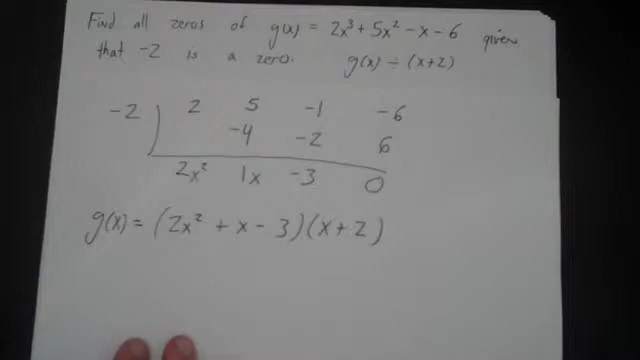 Find all zeros of g(x) = 2x³ + 5x² - x - 6 given
that -2 is a zero. g(x) ÷ (x+2)
-2 2 5 -1 -6
-4 -2 6
2x² 1x -3 0
g(x) = (2x² + x - 3)(x + 2)